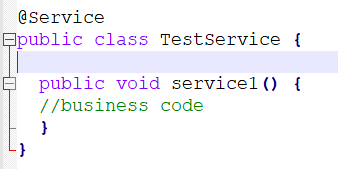 @Service
public class TestService {
public void service1() {
//business code
}
}